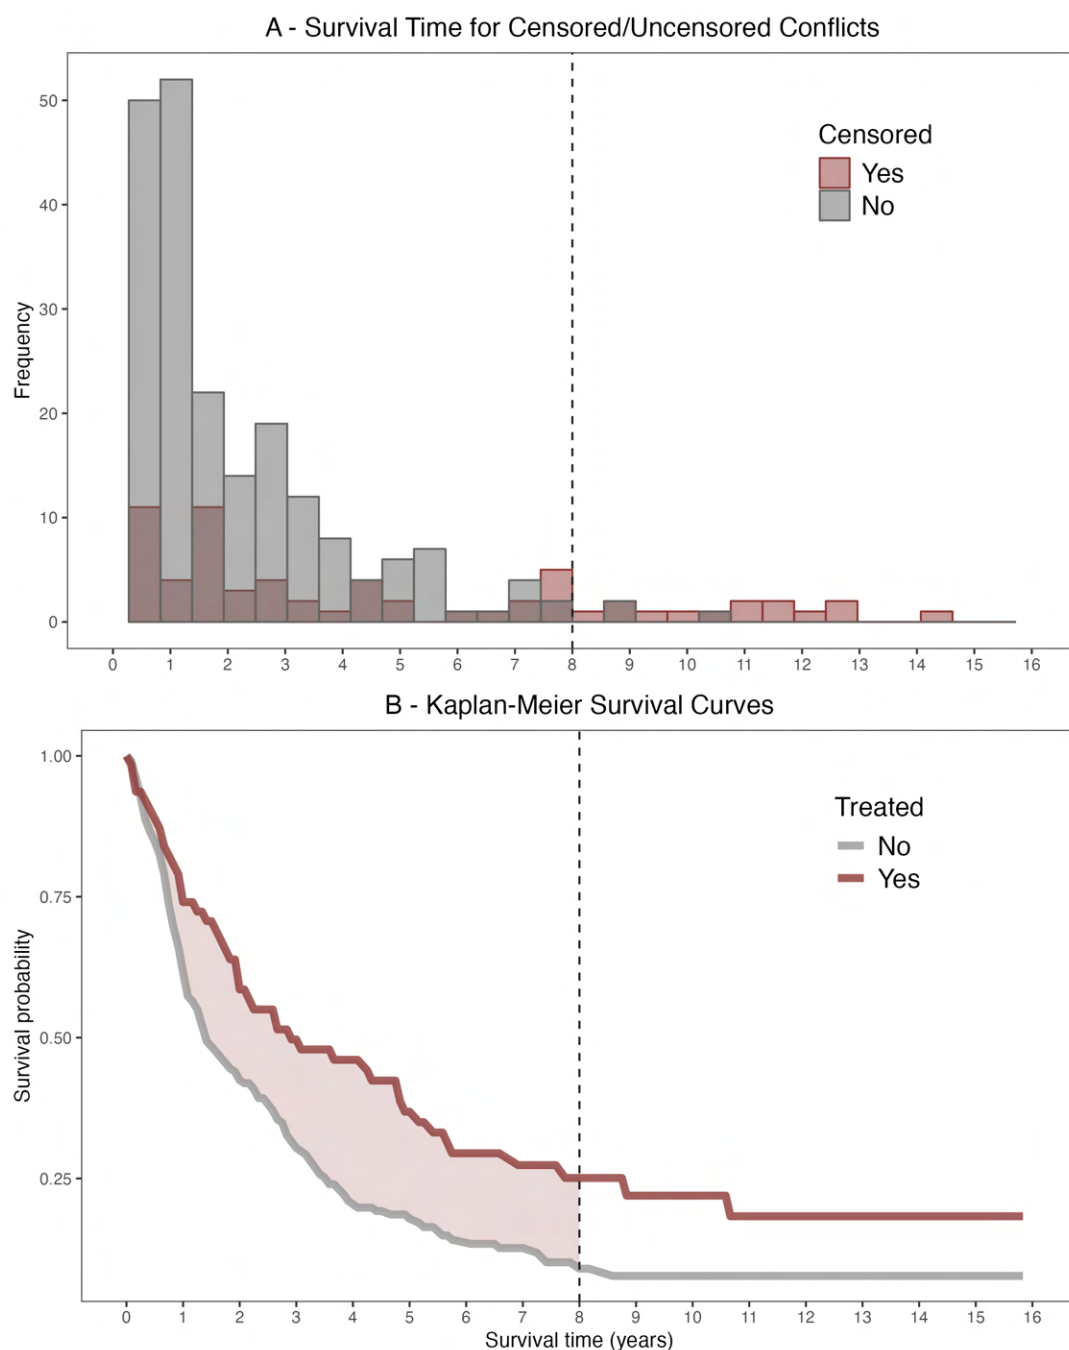 A - Survival Time for Censored/Uncensored Conflicts
50
40
30
20
10
0
Frequency
Censored
Yes
No
0 1 2 3 4 5 6 7 8 9 10 11 12 13 14 15 16
B - Kaplan-Meier Survival Curves
1.00
0.75
0.50
0.25
Survival probability
Treated
No
Yes
0 1 2 3 4 5 6 7 8 9 10 11 12 13 14 15 16
Survival time (years)